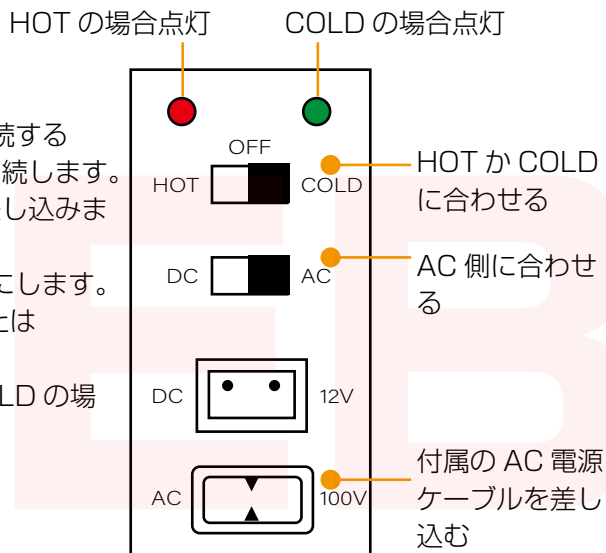 HOT の場合点灯
COLD の場合点灯
続する
続します。
し込みま
にします。
は
LD の場
OFF
HOT
COLD
DC
AC
DC
12V
AC
100V
HOT か COLD
に合わせる
AC 側に合わせ
る
付属の AC 電源
ケーブルを差し
込む
EB